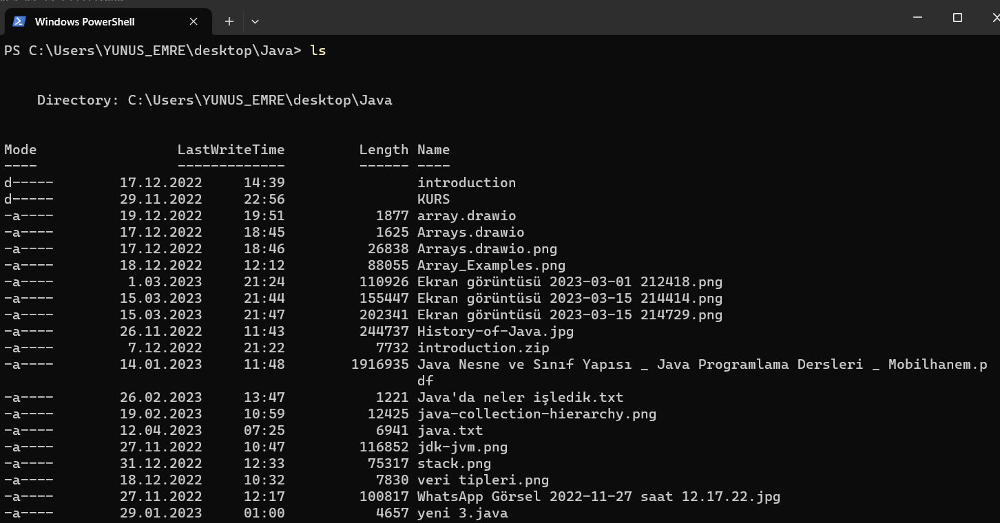 Windows PowerShell
PS C:\Users\YUNUS_EMRE\desktop\Java> ls
Directory: C:\Users\YUNUS_EMRE\desktop\Java
Mode LastWriteTime Length Name
---- ------------- ------ ----
d----- 17.12.2022 14:39 introduction
d----- 29.11.2022 22:56 KURS
-a---- 19.12.2022 19:51 1877 array.drawio
-a---- 17.12.2022 18:45 1625 Arrays.drawio
-a---- 17.12.2022 18:46 26838 Arrays.drawio.png
-a---- 18.12.2022 12:12 88055 Array_Examples.png
-a---- 1.03.2023 21:24 110926 Ekran görüntüsü 2023-03-01 212418.png
-a---- 15.03.2023 21:44 155447 Ekran görüntüsü 2023-03-15 214414.png
-a---- 15.03.2023 21:47 202341 Ekran görüntüsü 2023-03-15 214729.png
-a---- 26.11.2022 11:43 244737 History-of-Java.jpg
-a---- 7.12.2022 21:22 7732 introduction.zip
-a---- 14.01.2023 11:48 1916935 Java Nesne ve Sınıf Yapısı _ Java Programlama Dersleri _ Mobilhanem.p
df
-a---- 26.02.2023 13:47 1221 Java'da neler işledik.txt
-a---- 19.02.2023 10:59 12425 java-collection-hierarchy.png
-a---- 12.04.2023 07:25 6941 java.txt
-a---- 27.11.2022 10:47 116852 jdk-jvm.png
-a---- 31.12.2022 12:33 75317 stack.png
-a---- 18.12.2022 10:32 7830 veri tipleri.png
-a---- 27.11.2022 12:17 100817 WhatsApp Görsel 2022-11-27 saat 12.17.22.jpg
-a---- 29.01.2023 01:00 4657 yeni 3.java